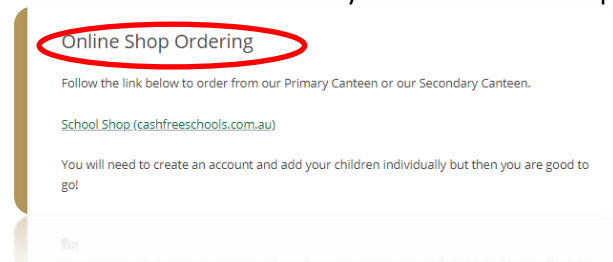 Online Shop Ordering
Follow the link below to order from our Primary Canteen or our Secondary Canteen.
School Shop (cashfreeschools.com.au)
You will need to create an account and add your children individually but then you are good to
go!